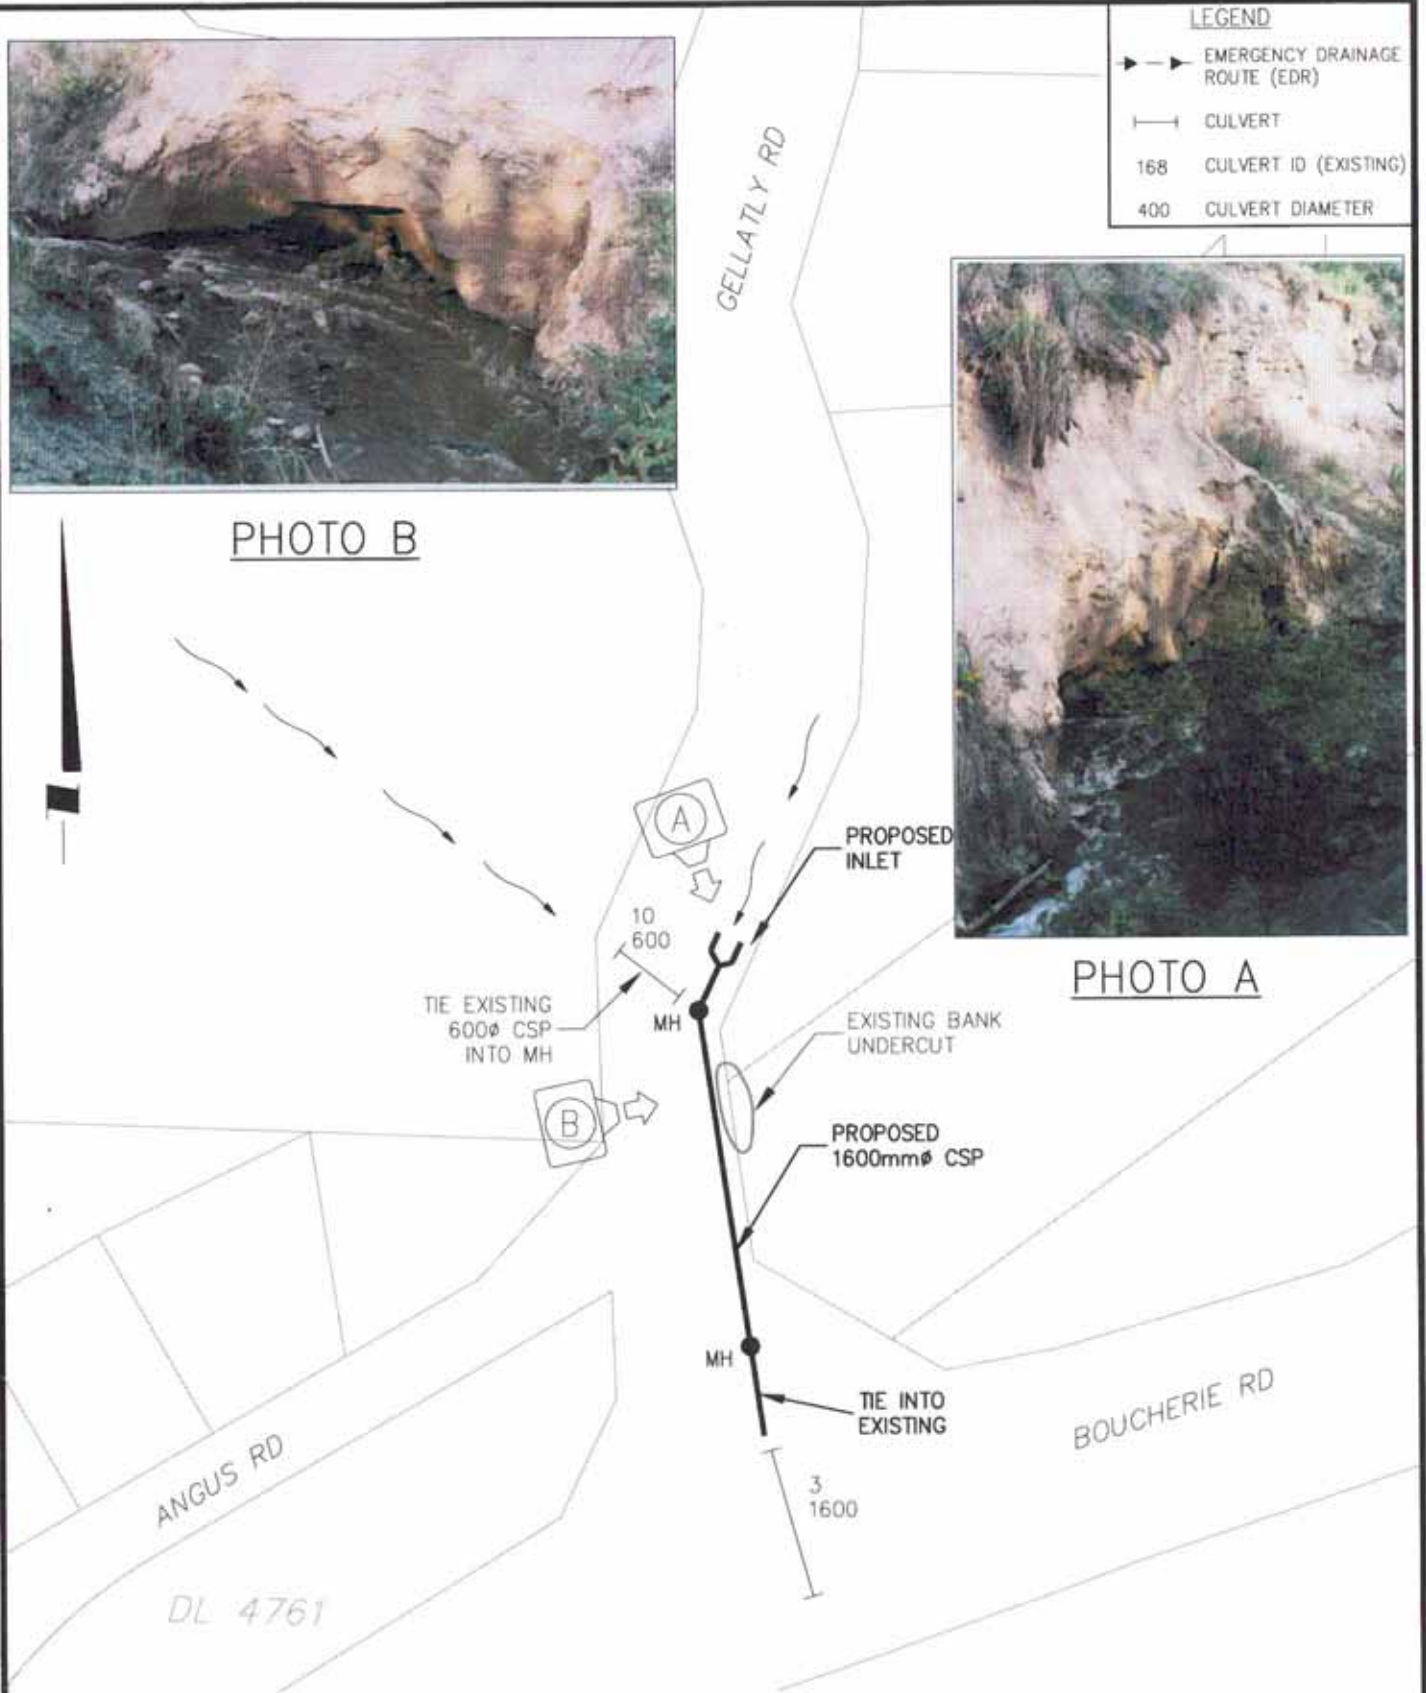 LEGEND
EMERGENCY DRAINAGE
ROUTE (EDR)
CULVERT
168 CULVERT ID (EXISTING)
400 CULVERT DIAMETER
GELLATLY RD
PHOTO B
PHOTO A
A
PROPOSED
INLET
10
600
TIE EXISTING
600ø CSP
INTO MH
MH
EXISTING BANK
UNDERCUT
B
PROPOSED
1600mmø CSP
MH
TIE INTO
EXISTING
BOUCHERIE RD
ANGUS RD
3
1600
DL 4761